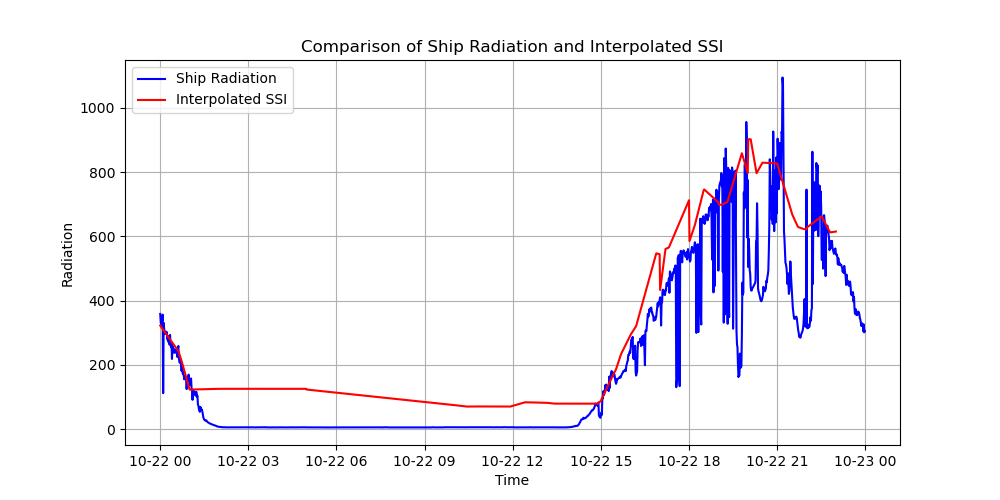 Comparison of Ship Radiation and Interpolated SSI
Ship Radiation
Interpolated SSI
Radiation
1000
800
600
400
200
0
10-22 00 10-22 03 10-22 06 10-22 09 10-22 12 10-22 15 10-22 18 10-22 21 10-23 00
Time